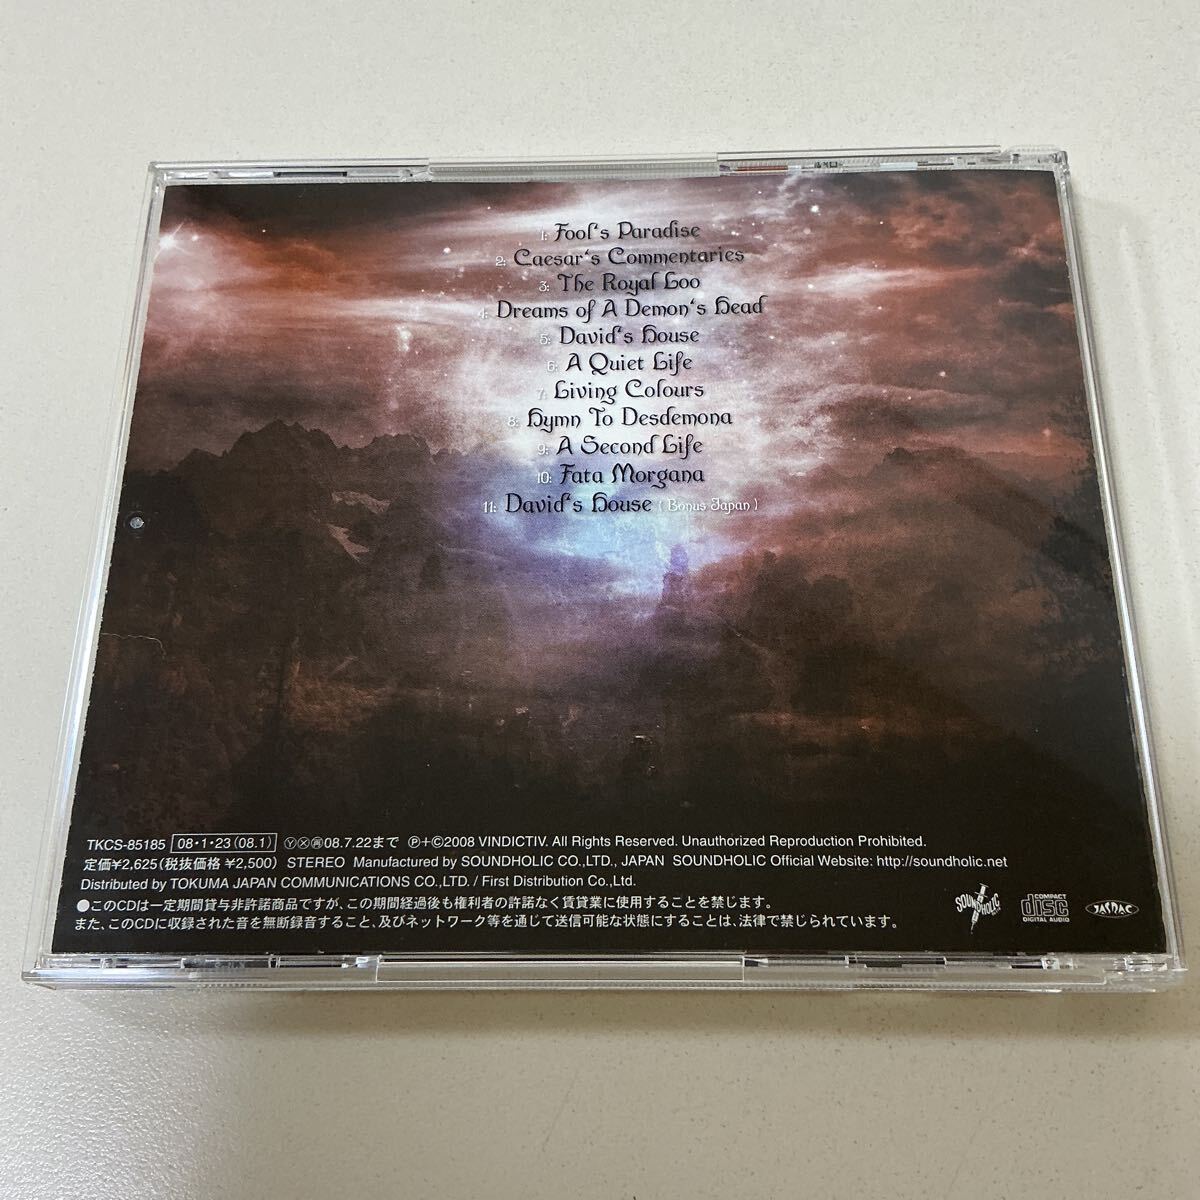 1: Fool's Paradise
2: Caesar's Commentaries
3: The Royal Loo
4: Dreams of A Demon's Head
5: David's House
6: A Quiet Life
7: Living Colours
8: Hymn To Desdemona
9: A Second Life
10: Fata Morgana
11: David's House ( Bonus Japan )
TKCS-85185 08・1・23(08.1) Ⓨ08.7.22まで ℗+©2008 VINDICTIV. All Rights Reserved. Unauthorized Reproduction Prohibited.
定価¥2,625(税抜価格 ¥2,500) STEREO Manufactured by SOUNDHOLIC CO.,LTD., JAPAN SOUNDHOLIC Official Website: http://soundholic.net
Distributed by TOKUMA JAPAN COMMUNICATIONS CO.,LTD. / First Distribution Co.,Ltd.
●このCDは一定期間貸与非許諾商品ですが、この期間経過後も権利者の許諾なく賃貸業に使用することを禁じます。
また、このCDに収録された音を無断録音すること、及びネットワーク等を通じて送信可能な状態にすることは、法律で禁じられています。
SOUNDHOLIC
COMPACT
disc
DIGITAL AUDIO
JASRAC